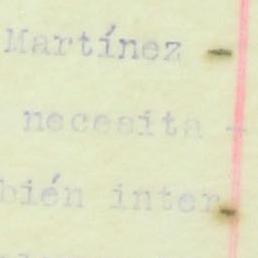 Martínez -
necesita -
bién inter-